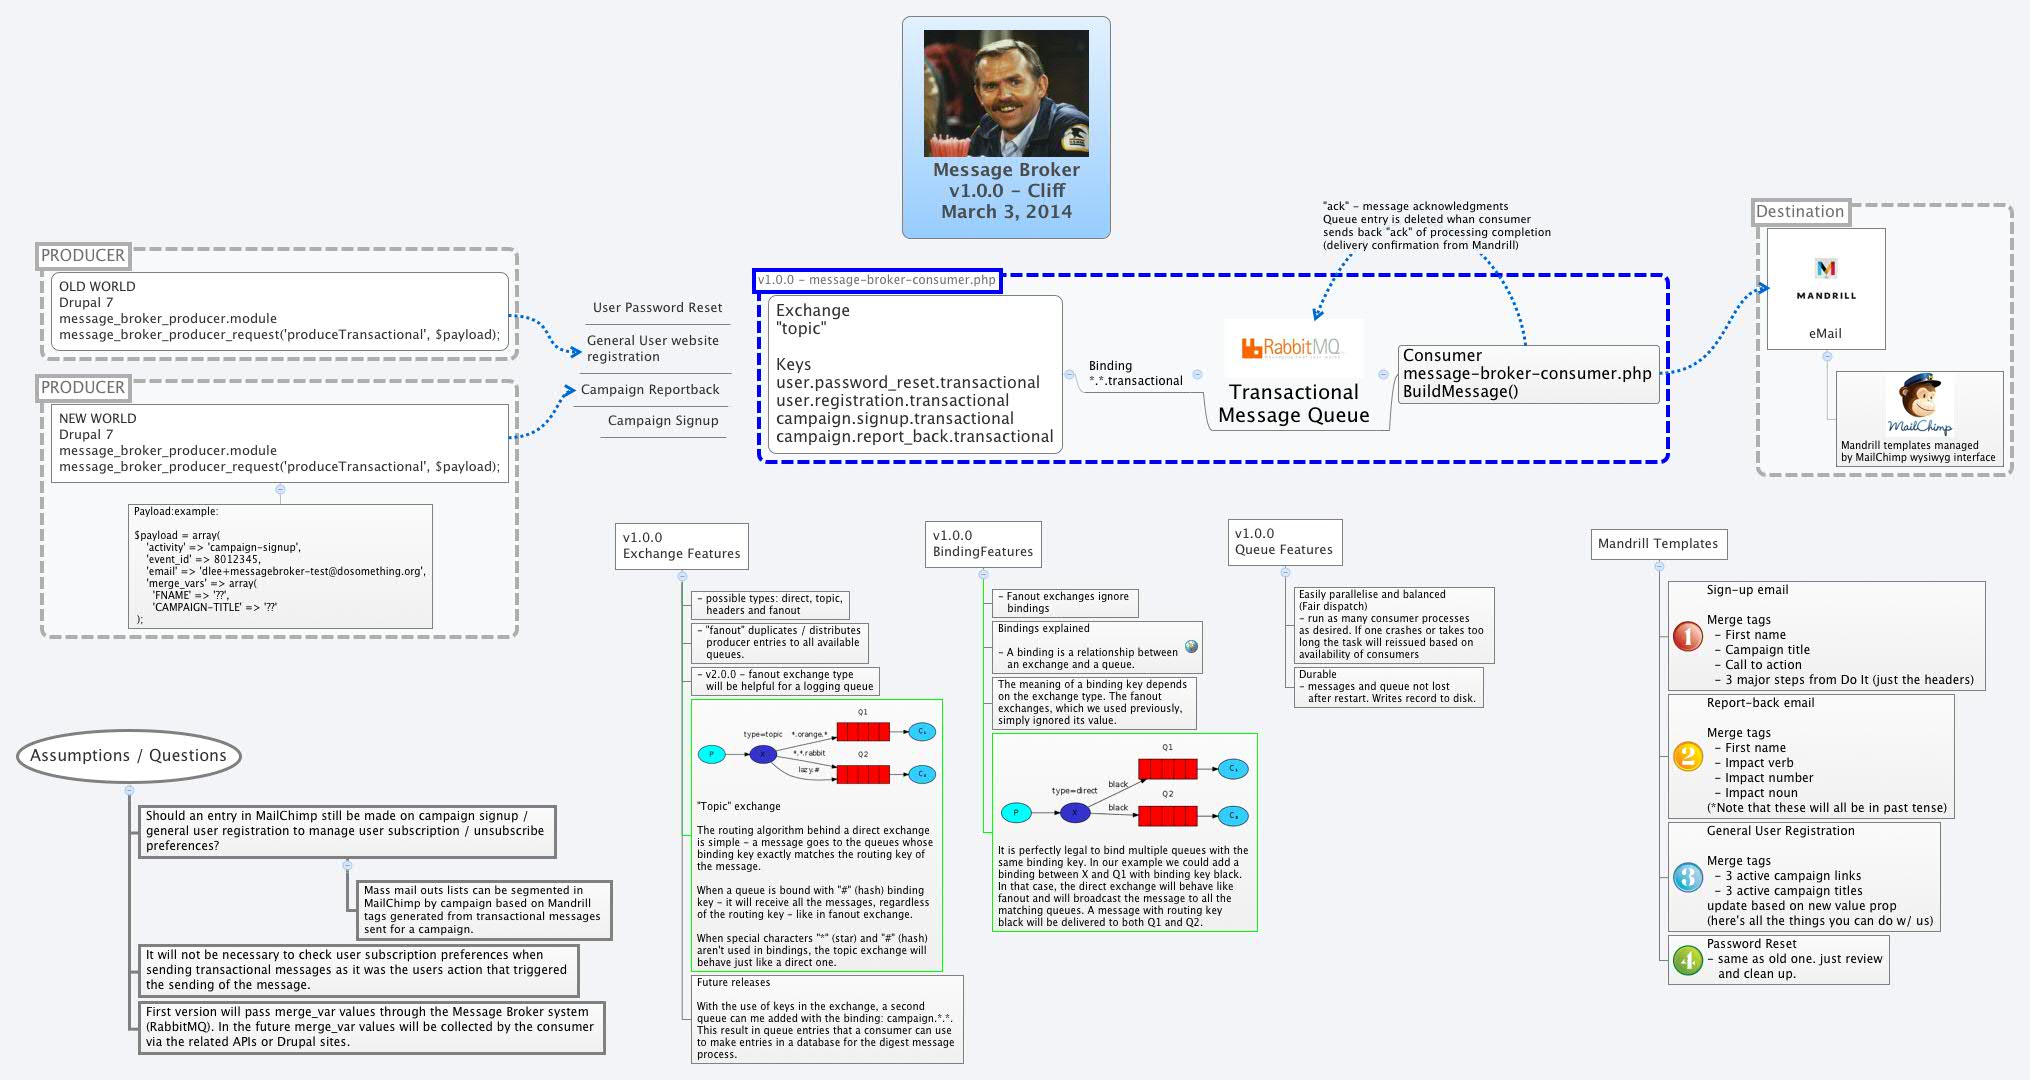 Message Broker
v1.0.0 - Cliff
March 3, 2014
PRODUCER
OLD WORLD
Drupal 7
message_broker_producer.module
message_broker_producer_request('produceTransactional', $payload);
PRODUCER
NEW WORLD
Drupal 7
message_broker_producer.module
message_broker_producer_request('produceTransactional', $payload);
Payload:example:
$payload = array(
'activity' => 'campaign-signup',
'event_id' => 8012345,
'email' => 'dlee+messagebroker-test@dosomething.org',
'merge_vars' => array(
'FNAME' => '??',
'CAMPAIGN-TITLE' => '??'
);
User Password Reset
General User website
registration
Campaign Reportback
Campaign Signup
v1.0.0 - message-broker-consumer.php
Exchange
"topic"
Keys
user.password_reset.transactional
user.registration.transactional
campaign.signup.transactional
campaign.report_back.transactional
Binding
*.*.transactional
RabbitMQ
Transactional
Message Queue
"ack" - message acknowledgments
Queue entry is deleted whan consumer
sends back "ack" of processing completion
(delivery confirmation from Mandrill)
Consumer
message-broker-consumer.php
BuildMessage()
Destination
MANDRILL
eMail
MailChimp
Mandrill templates managed
by MailChimp wysiwyg interface
v1.0.0
Exchange Features
- possible types: direct, topic,
headers and fanout
- "fanout" duplicates / distributes
producer entries to all available
queues.
- v2.0.0 - fanout exchange type
will be helpful for a logging queue
Q1
type=topic
*.orange.*
P
X
C₁
*.*.rabbit
Q2
lazy.#
C₂
"Topic" exchange
The routing algorithm behind a direct exchange
is simple - a message goes to the queues whose
binding key exactly matches the routing key of
the message.
When a queue is bound with "#" (hash) binding
key - it will receive all the messages, regardless
of the routing key - like in fanout exchange.
When special characters "*" (star) and "#" (hash)
aren't used in bindings, the topic exchange will
behave just like a direct one.
Future releases
With the use of keys in the exchange, a second
queue can me added with the binding: campaign.*.*.
This result in queue entries that a consumer can use
to make entries in a database for the digest message
process.
v1.0.0
BindingFeatures
- Fanout exchanges ignore
bindings
Bindings explained
- A binding is a relationship between
an exchange and a queue.
The meaning of a binding key depends
on the exchange type. The fanout
exchanges, which we used previously,
simply ignored its value.
Q1
C₁
type=direct
black
Q2
P
X
black
C₂
It is perfectly legal to bind multiple queues with the
same binding key. In our example we could add a
binding between X and Q1 with binding key black.
In that case, the direct exchange will behave like
fanout and will broadcast the message to all the
matching queues. A message with routing key
black will be delivered to both Q1 and Q2.
v1.0.0
Queue Features
Easily parallelise and balanced
(Fair dispatch)
- run as many consumer processes
as desired. If one crashes or takes too
long the task will reissued based on
availability of consumers
Durable
- messages and queue not lost
after restart. Writes record to disk.
Mandrill Templates
1
Sign-up email
Merge tags
- First name
- Campaign title
- Call to action
- 3 major steps from Do It (just the headers)
2
Report-back email
Merge tags
- First name
- Impact verb
- Impact number
- Impact noun
(*Note that these will all be in past tense)
3
General User Registration
Merge tags
- 3 active campaign links
- 3 active campaign titles
update based on new value prop
(here's all the things you can do w/ us)
4
Password Reset
- same as old one. just review
and clean up.
Assumptions / Questions
Should an entry in MailChimp still be made on campaign signup /
general user registration to manage user subscription / unsubscribe
preferences?
Mass mail outs lists can be segmented in
MailChimp by campaign based on Mandrill
tags generated from transactional messages
sent for a campaign.
It will not be necessary to check user subscription preferences when
sending transactional messages as it was the users action that triggered
the sending of the message.
First version will pass merge_var values through the Message Broker system
(RabbitMQ). In the future merge_var values will be collected by the consumer
via the related APIs or Drupal sites.